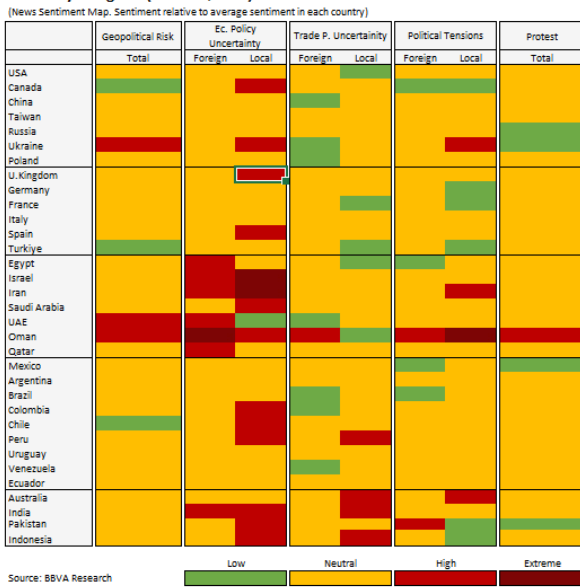 (News Sentiment Map. Sentiment relative to average sentiment in each country)
Geopolitical Risk Ec. Policy Uncertainty Trade P. Uncertainty Political Tensions Protest
Total Foreign Local Foreign Local Foreign Local Total
USA
Canada
China
Taiwan
Russia
Ukraine
Poland
U.Kingdom
Germany
France
Italy
Spain
Turkiye
Egypt
Israel
Iran
Saudi Arabia
UAE
Oman
Qatar
Mexico
Argentina
Brazil
Colombia
Chile
Peru
Uruguay
Venezuela
Ecuador
Australia
India
Pakistan
Indonesia
Low Neutral High Extreme
Source: BBVA Research